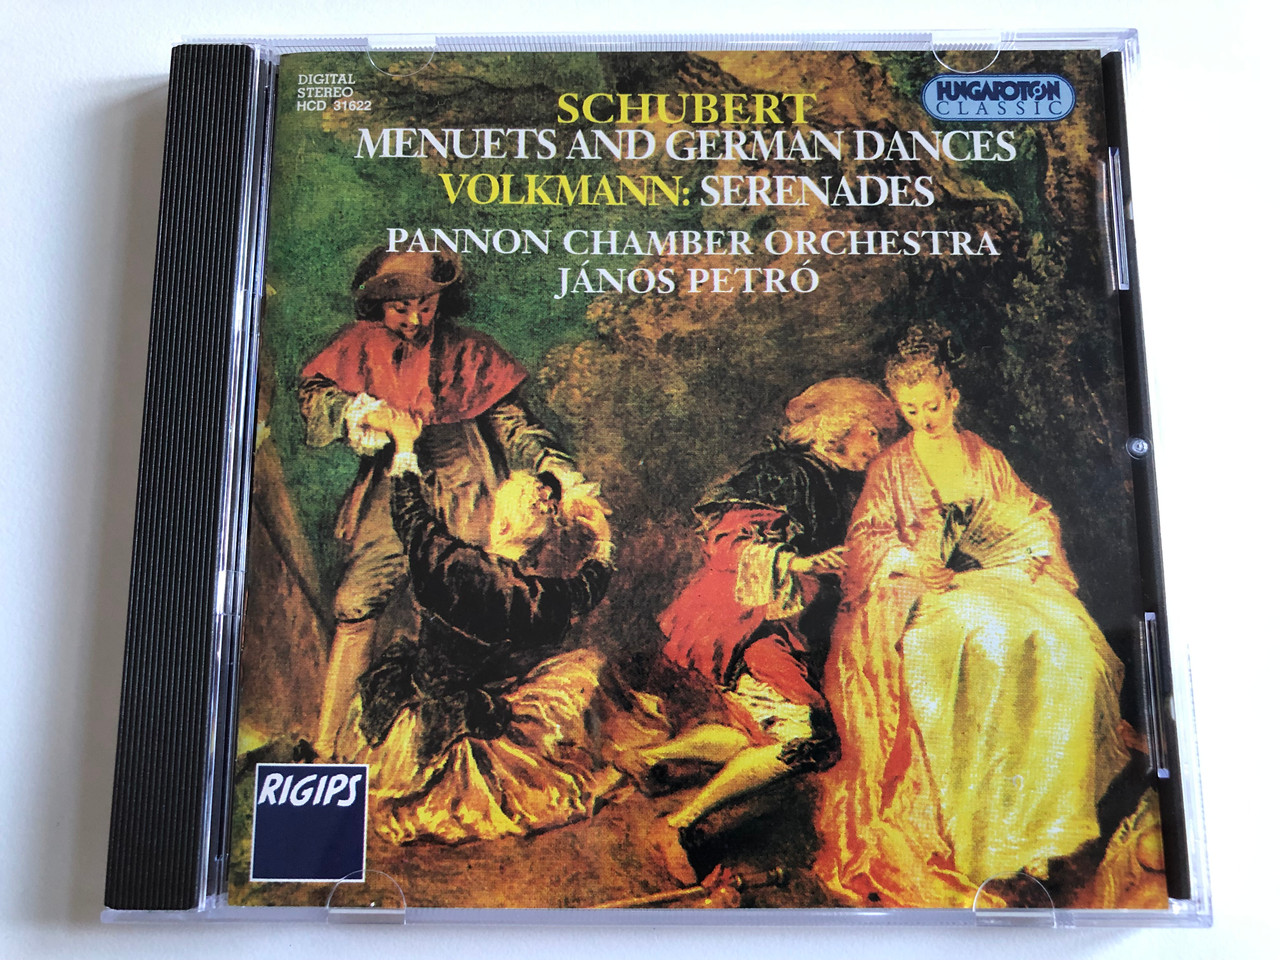 DIGITAL
STEREO
HCD 31622
HUNGAROTON
CLASSIC
SCHUBERT
MENUETS AND GERMAN DANCES
VOLKMANN: SERENADES
PANNON CHAMBER ORCHESTRA
JÁNOS PETRÓ
RIGIPS